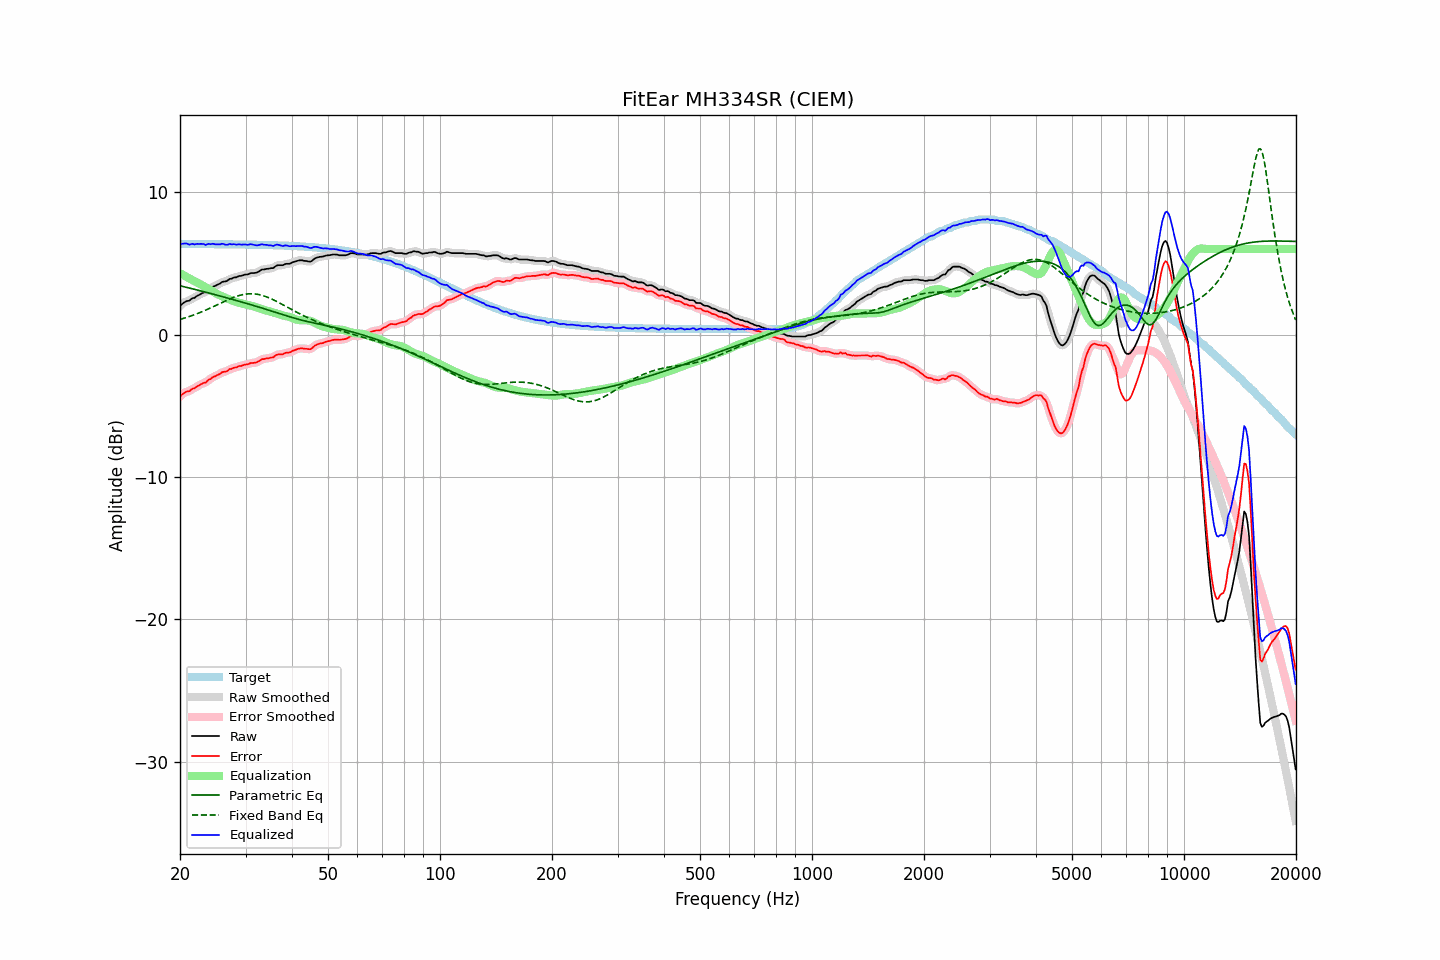 FitEar MH334SR (CIEM)
Amplitude (dBr)
10
0
−10
−20
−30
Target
Raw Smoothed
Error Smoothed
Raw
Error
Equalization
Parametric Eq
Fixed Band Eq
Equalized
20 50 100 200 500 1000 2000 5000 10000 20000
Frequency (Hz)